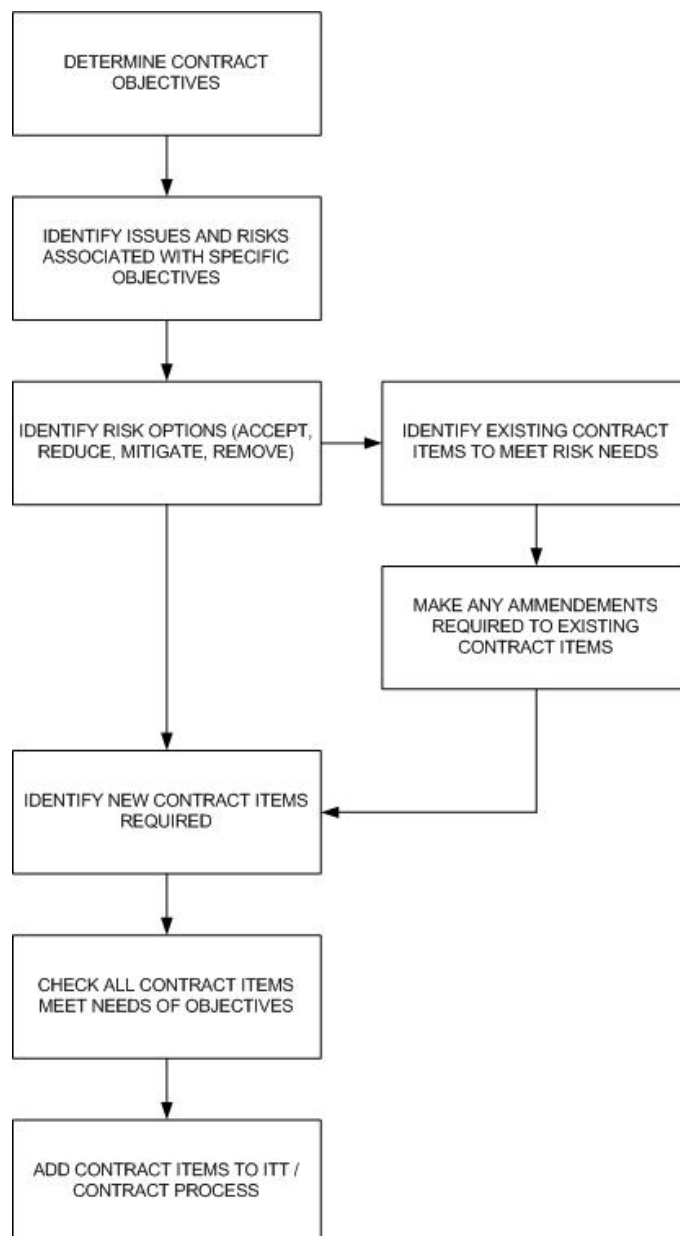 DETERMINE CONTRACT
OBJECTIVES
IDENTIFY ISSUES AND RISKS
ASSOCIATED WITH SPECIFIC
OBJECTIVES
IDENTIFY RISK OPTIONS (ACCEPT,
REDUCE, MITIGATE, REMOVE)
IDENTIFY EXISTING CONTRACT
ITEMS TO MEET RISK NEEDS
MAKE ANY AMMENDEMENTS
REQUIRED TO EXISTING
CONTRACT ITEMS
IDENTIFY NEW CONTRACT ITEMS
REQUIRED
CHECK ALL CONTRACT ITEMS
MEET NEEDS OF OBJECTIVES
ADD CONTRACT ITEMS TO ITT /
CONTRACT PROCESS